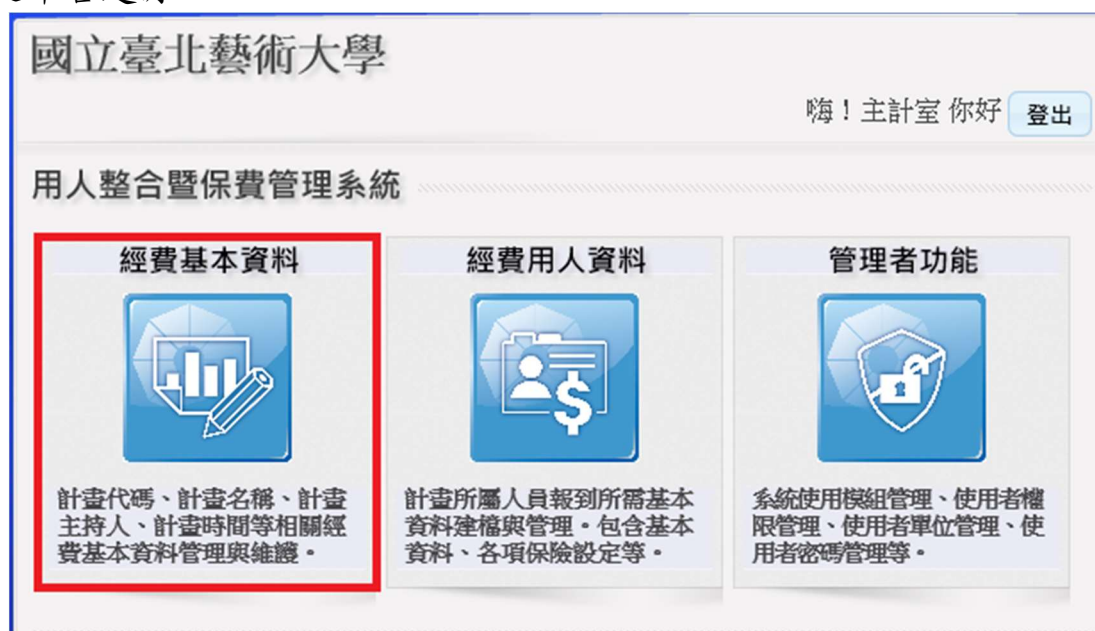 國立臺北藝術大學
嗨！主計室 你好 登出
用人整合暨保費管理系統
經費基本資料
計畫代碼、計畫名稱、計畫
主持人、計畫時間等相關經
費基本資料管理與維護。
經費用人資料
計畫所屬人員報到所需基本
資料建檔與管理。包含基本
資料、各項保險設定等。
管理者功能
系統使用模組管理、使用者權
限管理、使用者單位管理、使
用者密碼管理等。